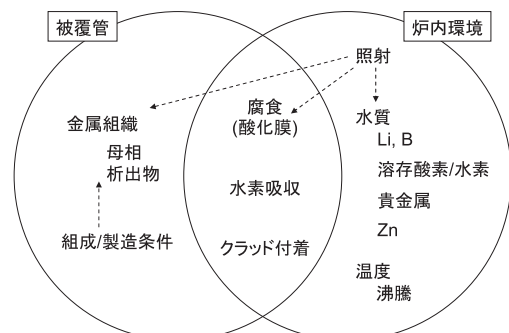 被覆管
炉内環境
照射
金属組織
母相
析出物
組成/製造条件
腐食
(酸化膜)
水素吸収
クラッド付着
水質
Li, B
溶存酸素/水素
貴金属
Zn
温度
沸騰